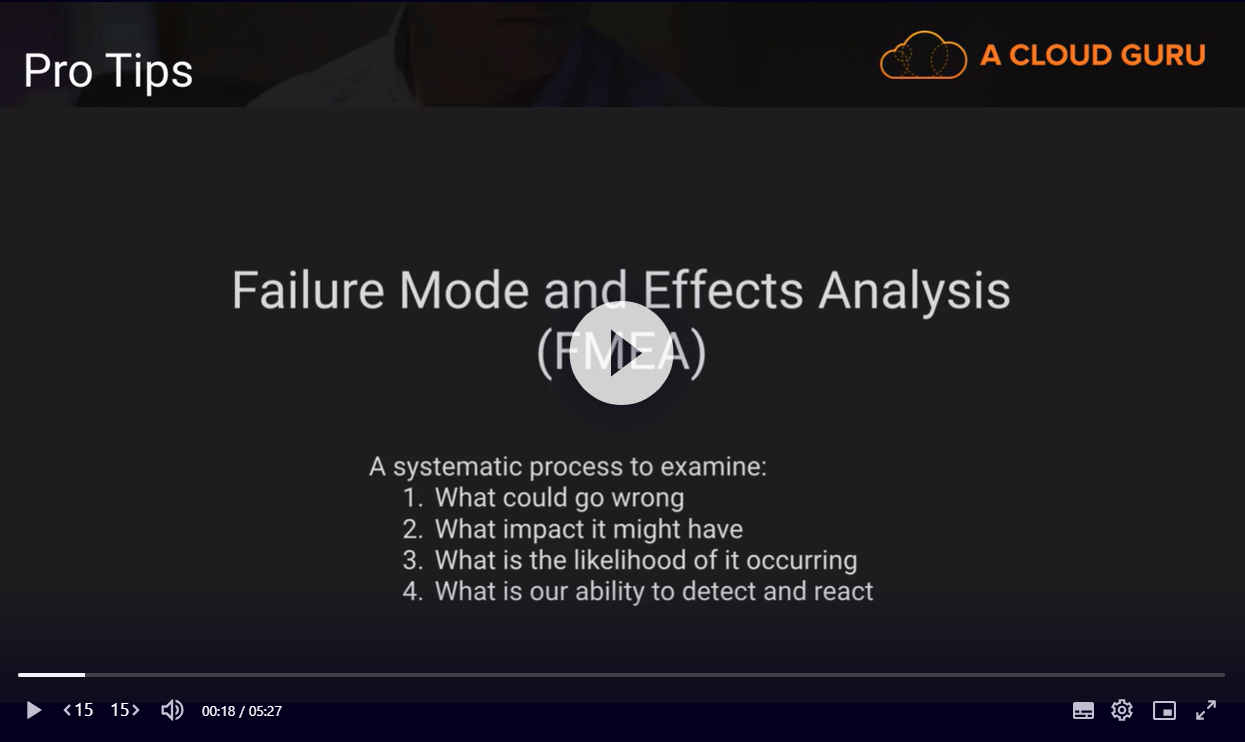 Pro Tips
A CLOUD GURU
Failure Mode and Effects Analysis
(FMEA)
A systematic process to examine:
1. What could go wrong
2. What impact it might have
3. What is the likelihood of it occurring
4. What is our ability to detect and react
<15 15> 00:18 / 05:27